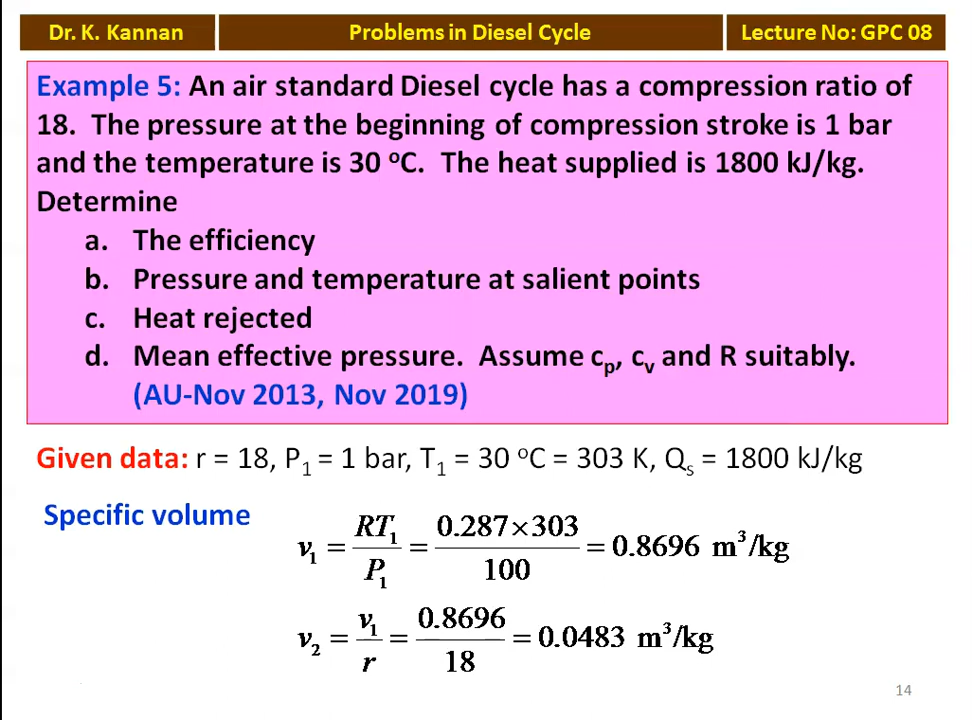 Dr. K. Kannan
Problems in Diesel Cycle
Lecture No: GPC 08
Example 5: An air standard Diesel cycle has a compression ratio of
18. The pressure at the beginning of compression stroke is 1 bar
and the temperature is 30 °C. The heat supplied is 1800 kJ/kg.
Determine
a. The efficiency
b. Pressure and temperature at salient points
c. Heat rejected
d. Mean effective pressure. Assume cₚ, cᵥ and R suitably.
(AU-Nov 2013, Nov 2019)
Given data: r = 18, P₁ = 1 bar, T₁ = 30 °C = 303 K, Qₛ = 1800 kJ/kg
Specific volume
v₁ = RT₁/P₁ = 0.287×303/100 = 0.8696 m³/kg
v₂ = v₁/r = 0.8696/18 = 0.0483 m³/kg
14